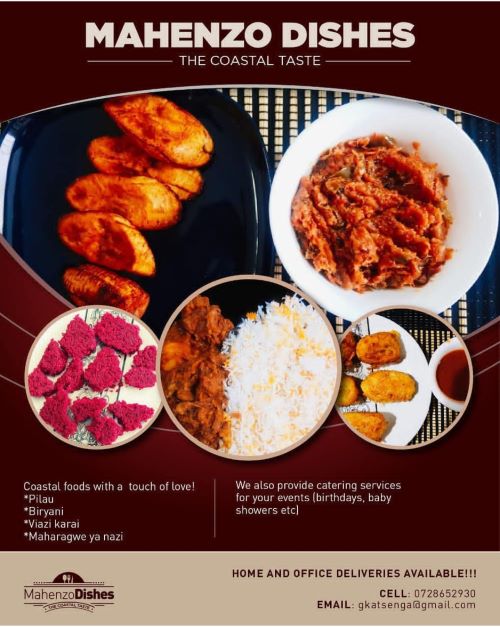 MAHENZO DISHES
THE COASTAL TASTE
Coastal foods with a touch of love!
*Pilau
*Biryani
*Viazi karai
*Maharagwe ya nazi
We also provide catering services
for your events (birthdays, baby
showers etc)
MahenzoDishes
THE COASTAL TASTE
HOME AND OFFICE DELIVERIES AVAILABLE!!!
CELL: 0728652930
EMAIL: gkatsenga@gmail.com